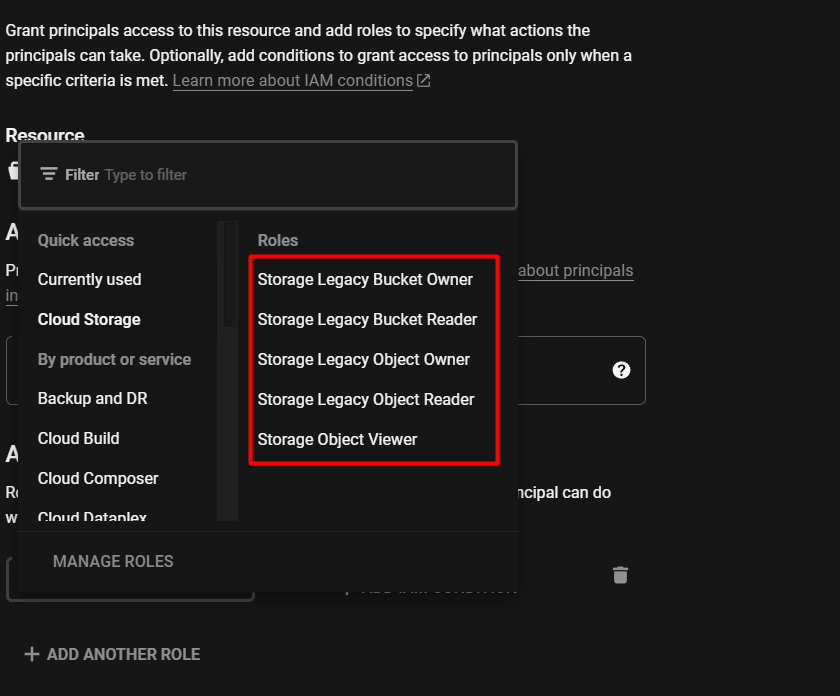 Grant principals access to this resource and add roles to specify what actions the
principals can take. Optionally, add conditions to grant access to principals only when a
specific criteria is met. Learn more about IAM conditions
Resource
Filter Type to filter
Quick access
Currently used
Cloud Storage
By product or service
Backup and DR
Cloud Build
Cloud Composer
Cloud Dataplex
Roles
Storage Legacy Bucket Owner
Storage Legacy Bucket Reader
Storage Legacy Object Owner
Storage Legacy Object Reader
Storage Object Viewer
about principals
in
?
can do
MANAGE ROLES
ADD IAM CONDITION
ADD ANOTHER ROLE